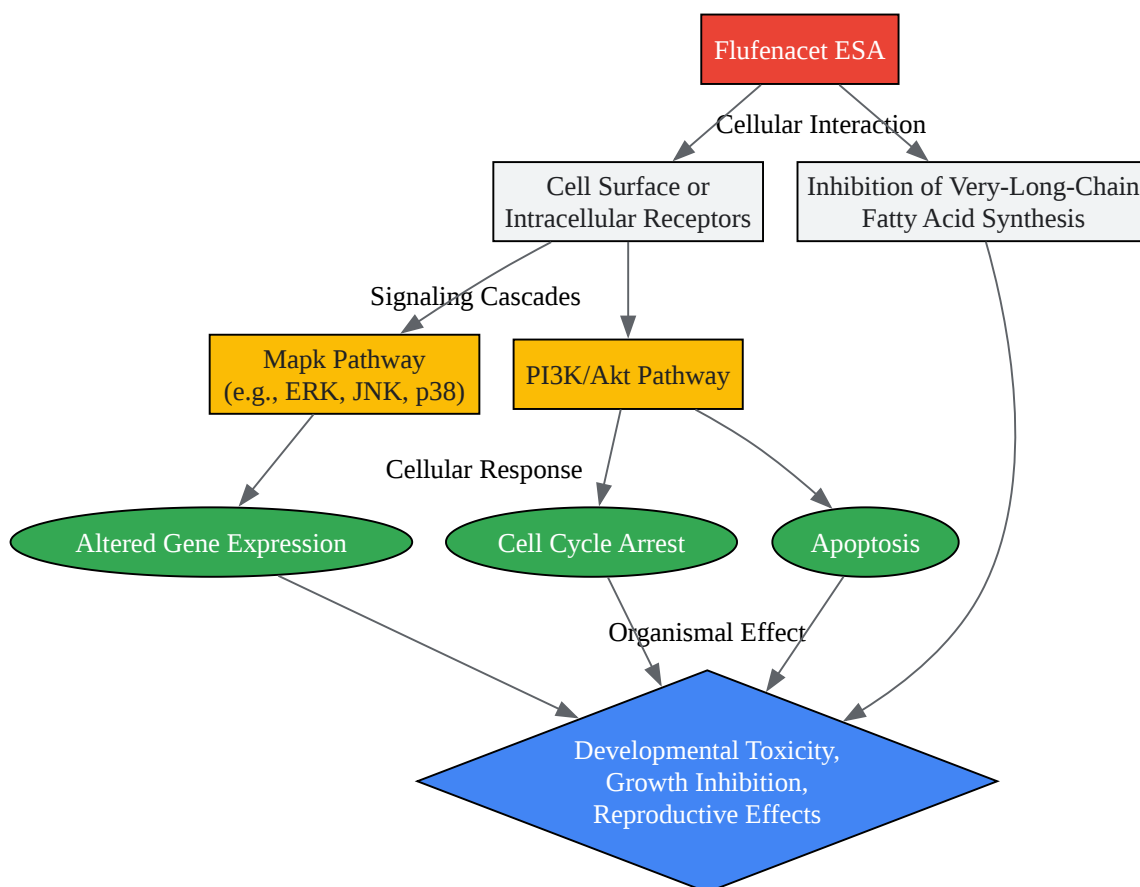 Flufenacet ESA
Cellular Interaction
Cell Surface or
Intracellular Receptors
Inhibition of Very-Long-Chain
Fatty Acid Synthesis
Signaling Cascades
Mapk Pathway
(e.g., ERK, JNK, p38)
PI3K/Akt Pathway
Cellular Response
Altered Gene Expression
Cell Cycle Arrest
Apoptosis
Organismal Effect
Developmental Toxicity,
Growth Inhibition,
Reproductive Effects